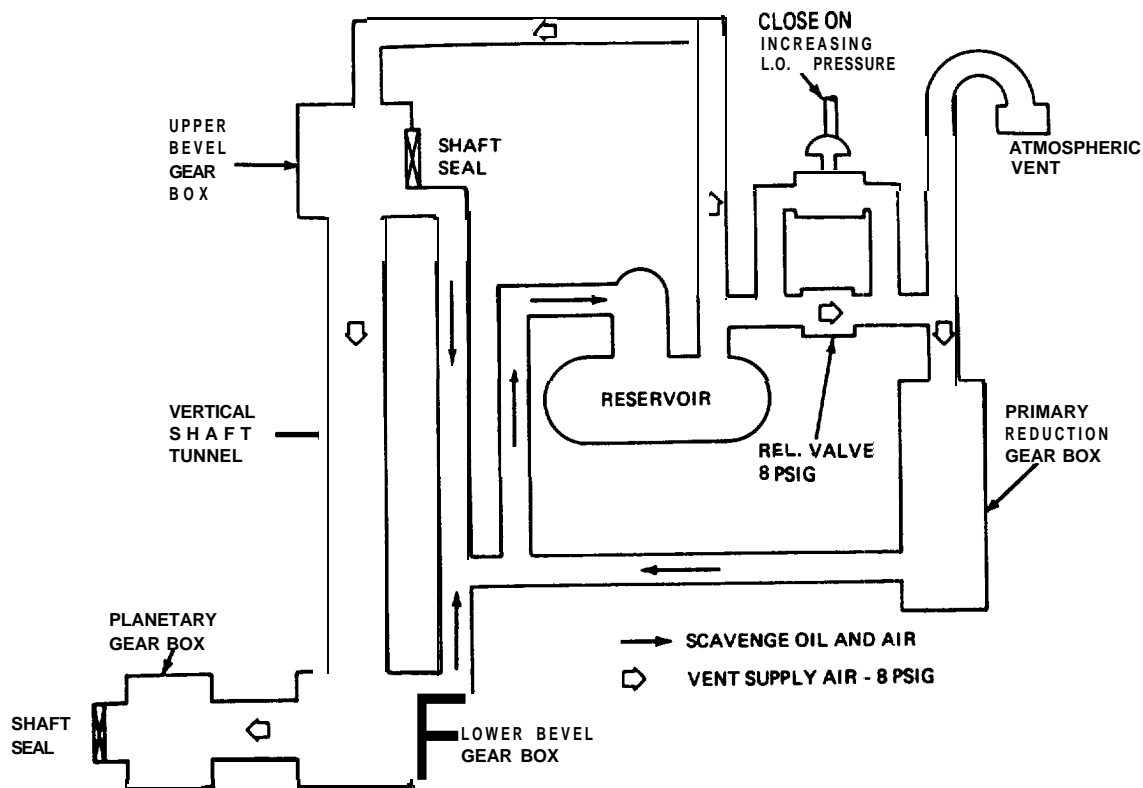 CLOSE ON
INCREASING
L.O. PRESSURE
UPPER
BEVEL
GEAR
BOX
SHAFT
SEAL
ATMOSPHERIC
VENT
RESERVOIR
VERTICAL
SHAFT
TUNNEL
REL. VALVE
8 PSIG
PRIMARY
REDUCTION
GEAR BOX
PLANETARY
GEAR BOX
SCAVENGE OIL AND AIR
VENT SUPPLY AIR - 8 PSIG
SHAFT
SEAL
LOWER BEVEL
GEAR BOX